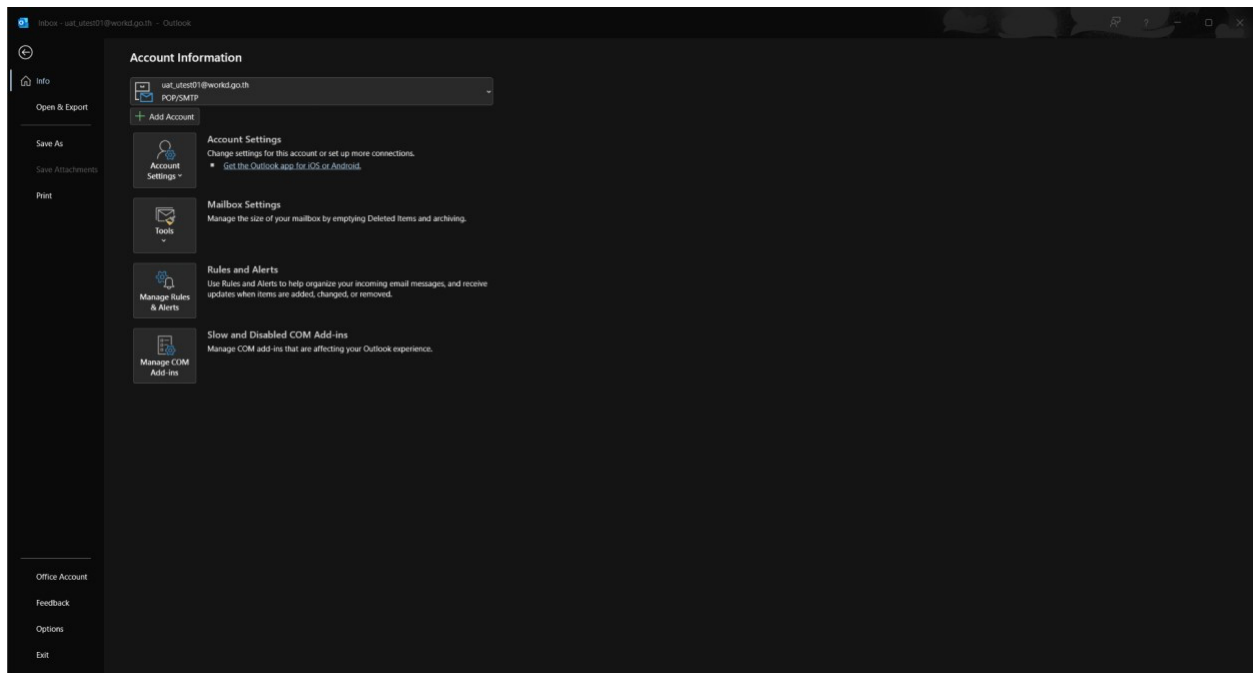 Inbox - uat_utest01@workd.go.th - Outlook
Info
Open & Export
Save As
Save Attachments
Print
Office Account
Feedback
Options
Exit
Account Information
uat_utest01@workd.go.th
POP/SMTP
Add Account
Account
Settings
Account Settings
Change settings for this account or set up more connections.
Get the Outlook app for iOS or Android.
Tools
Mailbox Settings
Manage the size of your mailbox by emptying Deleted Items and archiving.
Manage Rules
& Alerts
Rules and Alerts
Use Rules and Alerts to help organize your incoming email messages, and receive
updates when items are added, changed, or removed.
Manage COM
Add-ins
Slow and Disabled COM Add-ins
Manage COM add-ins that are affecting your Outlook experience.